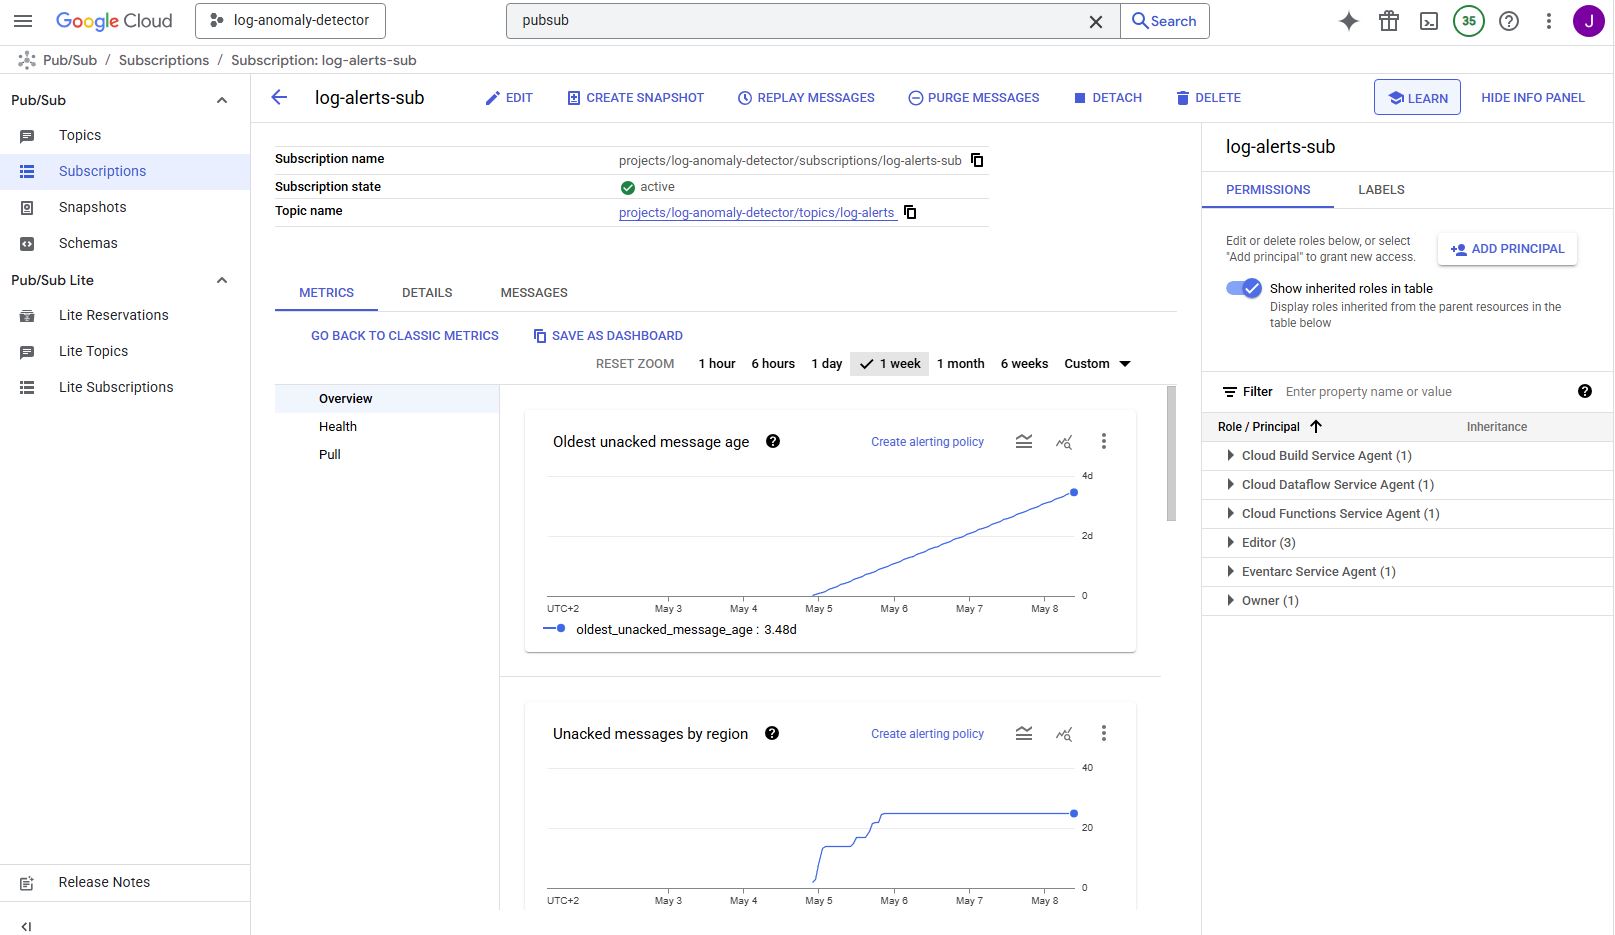 Google Cloud
log-anomaly-detector
pubsub
Search
35
J
Pub/Sub / Subscriptions / Subscription: log-alerts-sub
Pub/Sub
Topics
Subscriptions
Snapshots
Schemas
Pub/Sub Lite
Lite Reservations
Lite Topics
Lite Subscriptions
Release Notes
log-alerts-sub
EDIT
CREATE SNAPSHOT
REPLAY MESSAGES
PURGE MESSAGES
DETACH
DELETE
LEARN
HIDE INFO PANEL
Subscription name projects/log-anomaly-detector/subscriptions/log-alerts-sub
Subscription state active
Topic name projects/log-anomaly-detector/topics/log-alerts
METRICS DETAILS MESSAGES
GO BACK TO CLASSIC METRICS SAVE AS DASHBOARD
RESET ZOOM 1 hour 6 hours 1 day 1 week 1 month 6 weeks Custom
Overview
Health
Pull
Oldest unacked message age Create alerting policy
4d
2d
0
UTC+2 May 3 May 4 May 5 May 6 May 7 May 8
oldest_unacked_message_age : 3.48d
Unacked messages by region Create alerting policy
40
20
0
UTC+2 May 3 May 4 May 5 May 6 May 7 May 8
log-alerts-sub
PERMISSIONS LABELS
Edit or delete roles below, or select
"Add principal" to grant new access.
ADD PRINCIPAL
Show inherited roles in table
Display roles inherited from the parent resources in the
table below
Filter Enter property name or value
Role / Principal Inheritance
Cloud Build Service Agent (1)
Cloud Dataflow Service Agent (1)
Cloud Functions Service Agent (1)
Editor (3)
Eventarc Service Agent (1)
Owner (1)